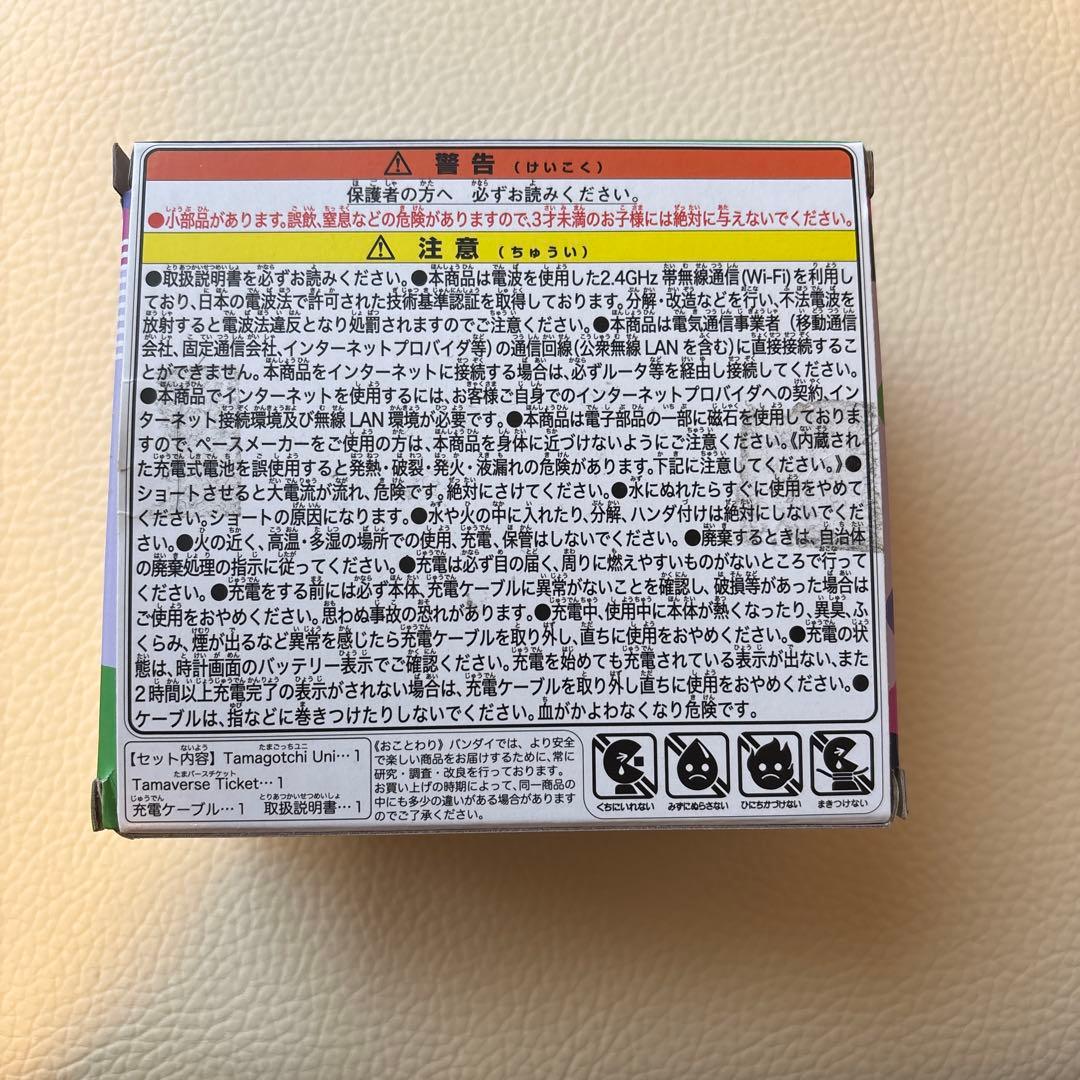 ⚠ 警告 (けいこく)
保護者の方へ 必ずお読みください。
●小部品があります。誤飲、窒息などの危険がありますので、3才未満のお子様には絶対に与えないでください。
⚠ 注意 (ちゅうい)
●取扱説明書を必ずお読みください。●本商品は電波を使用した2.4GHz 帯無線通信(Wi-Fi)を利用し
ており、日本の電波法で許可された技術基準認証を取得しております。分解・改造などを行い、不法電波を
放射すると電波法違反となり処罰されますのでご注意ください。●本商品は電気通信事業者(移動通信
会社、固定通信会社、インターネットプロバイダ等)の通信回線(公衆無線LANを含む)に直接接続するこ
とができません。本商品をインターネットに接続する場合は、必ずルータ等を経由し接続してください。
●本商品でインターネットを使用するには、お客様ご自身でのインターネットプロバイダへの契約、イン
ターネット接続環境及び無線LAN環境が必要です。●本商品は電子部品の一部に磁石を使用しておりま
すので、ペースメーカーをご使用の方は、本商品を身体に近づけないようにご注意ください。《内蔵され
た充電式電池を誤使用すると発熱・破裂・発火・液漏れの危険があります。下記に注意してください。》●
ショートさせると大電流が流れ、危険です。絶対にさけてください。●水にぬれたらすぐに使用をやめて
ください。ショートの原因になります。●水や火の中に入れたり、分解、ハンダ付けは絶対にしないでくだ
さい。●火の近く、高温・多湿の場所での使用、充電、保管はしないでください。●廃棄するときは、自治体
の廃棄処理の指示に従ってください。●充電は必ず目の届く、周りに燃えやすいものがないところで行って
ください。●充電をする前には必ず本体、充電ケーブルに異常がないことを確認し、破損等があった場合は
ご使用をおやめください。思わぬ事故の恐れがあります。●充電中、使用中に本体が熱くなったり、異臭、ふ
くらみ、煙が出るなど異常を感じたら充電ケーブルを取り外し、直ちに使用をおやめください。●充電の状
態は、時計画面のバッテリー表示でご確認ください。充電を始めても充電されている表示が出ない、また
2時間以上充電完了の表示がされない場合は、充電ケーブルを取り外し直ちに使用をおやめください。●
ケーブルは、指などに巻きつけたりしないでください。血がかよわなくなり危険です。
【セット内容】Tamagotchi Uni…1
Tamaverse Ticket…1
充電ケーブル…1 取扱説明書…1
《おことわり》バンダイでは、より安全
で楽しい商品をお届けするために、常に
研究・調査・改良を行っております。
お買い上げの時期によって、同一商品の
中にも多少の違いがある場合があります
のでご了承ください。
くちにいれない
みずにぬらさない
ひにちかづけない
まきつけない